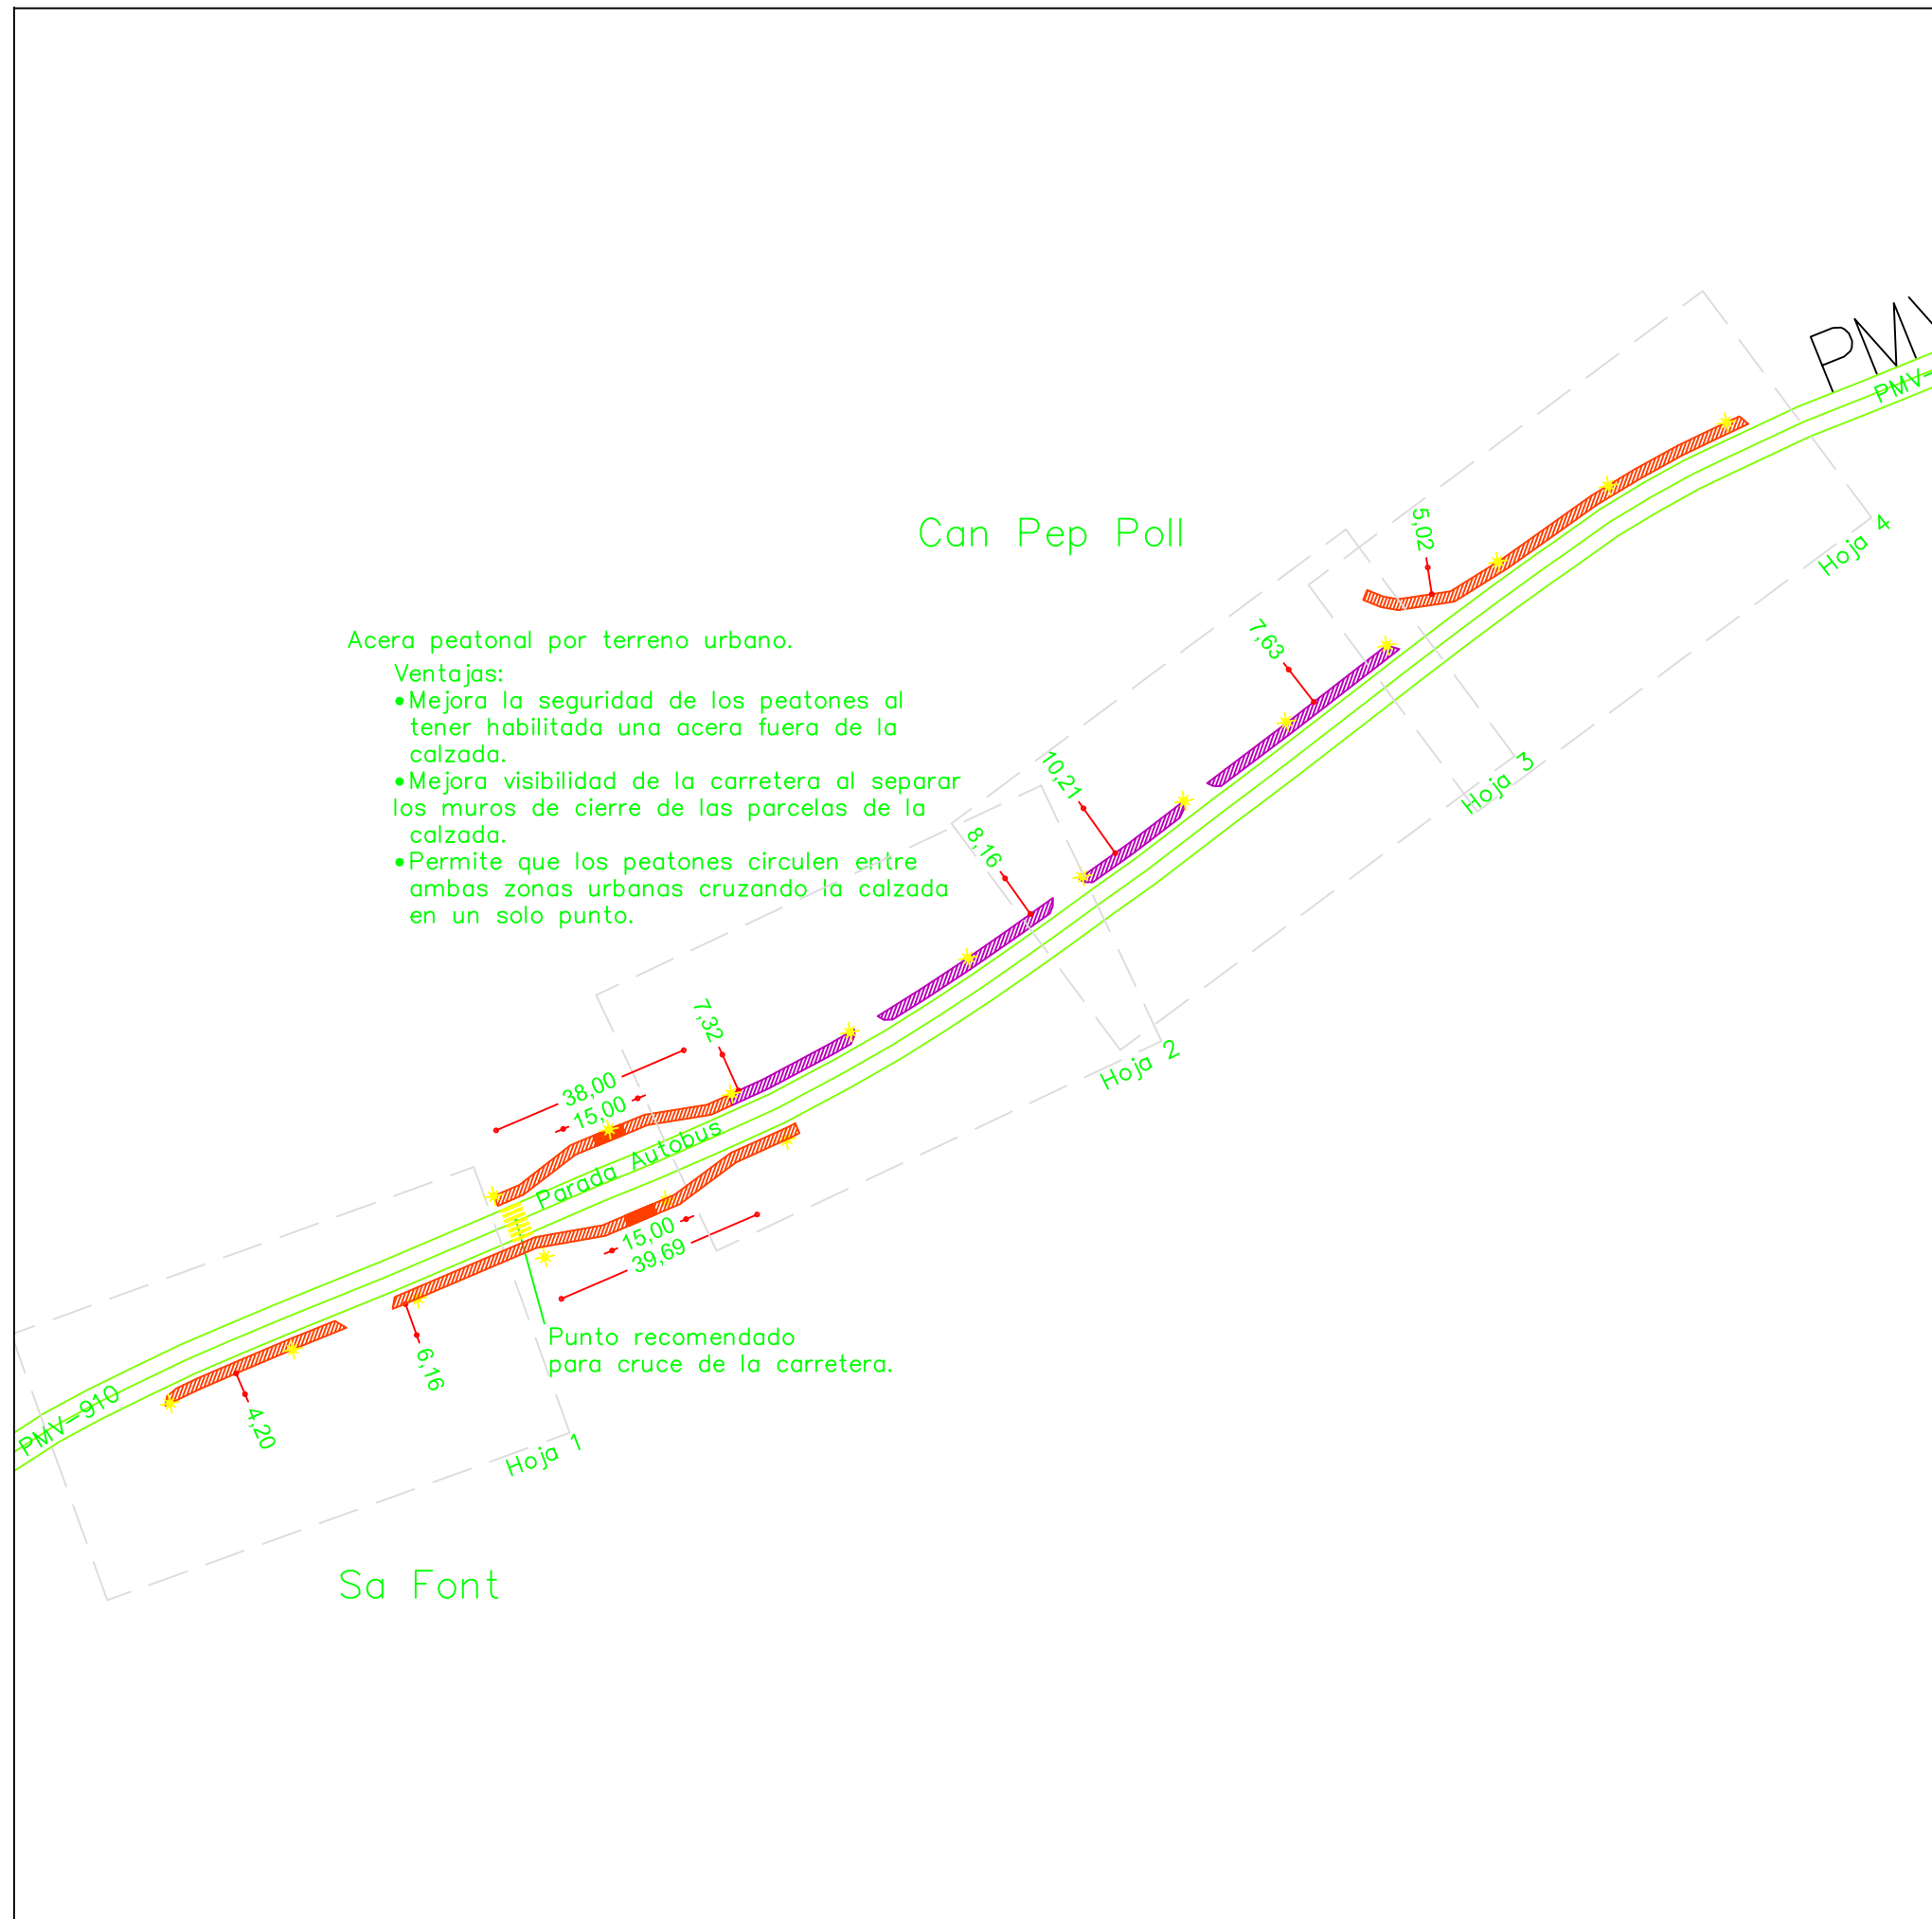 PMV
PMV-
Can Pep Poll
5,02
Hoja 4
7,63
Acera peatonal por terreno urbano.
Ventajas:
•Mejora la seguridad de los peatones al
tener habilitada una acera fuera de la
calzada.
•Mejora visibilidad de la carretera al separar
los muros de cierre de las parcelas de la
calzada.
•Permite que los peatones circulen entre
ambas zonas urbanas cruzando la calzada
en un solo punto.
10,21
Hoja 3
8,16
7,32
Hoja 2
38,00
15,00
Parada Autobus
15,00
39,69
Punto recomendado
para cruce de la carretera.
6,16
PMV-910
4,20
Hoja 1
Sa Font